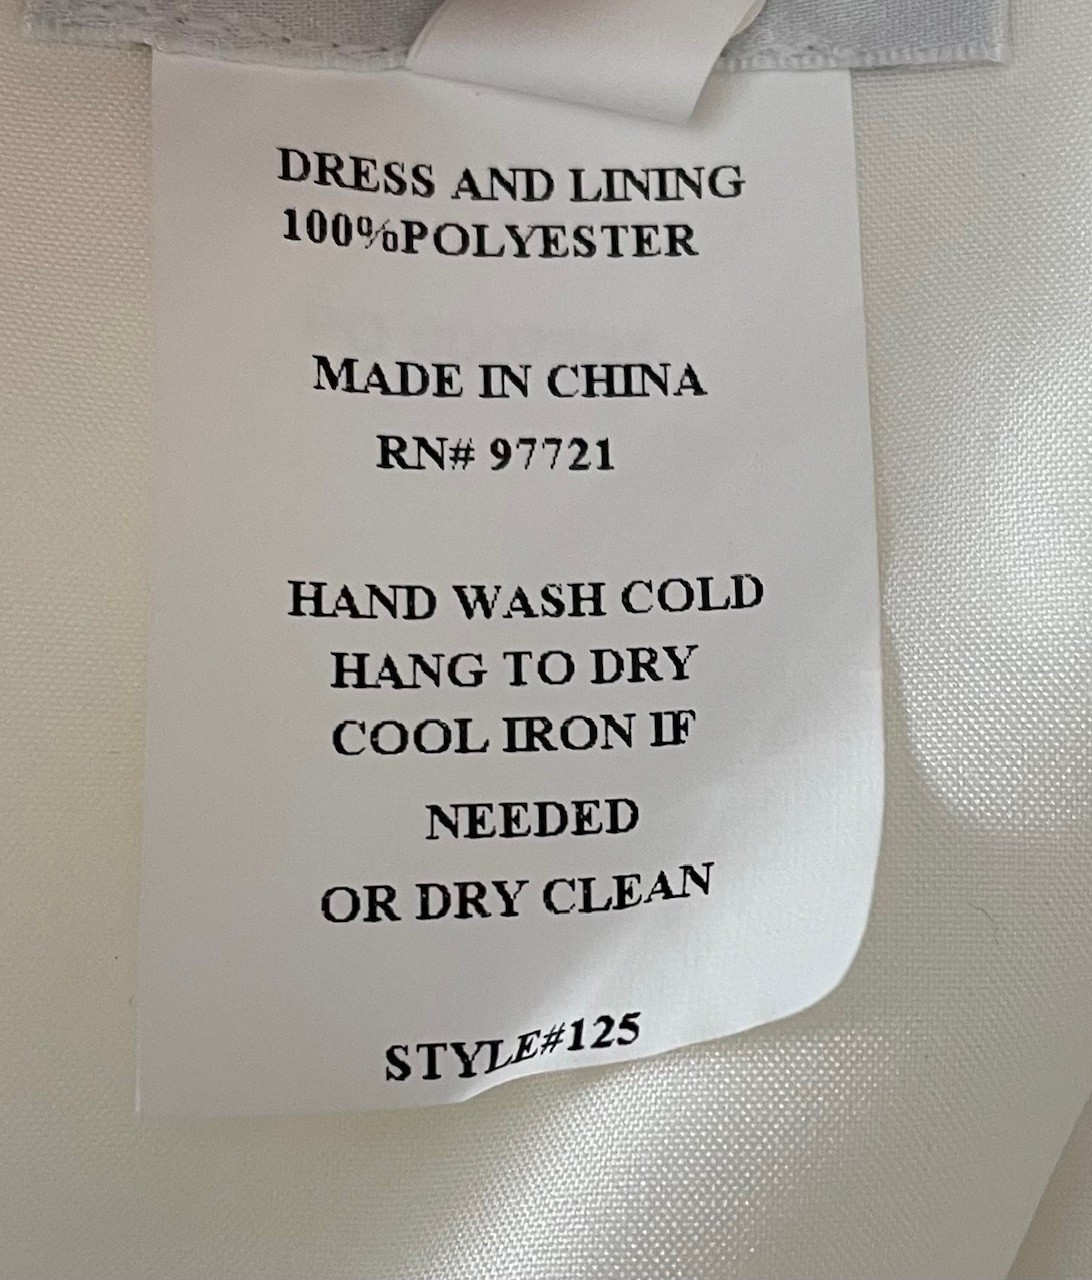 DRESS AND LINING
100%POLYESTER
MADE IN CHINA
RN# 97721
HAND WASH COLD
HANG TO DRY
COOL IRON IF
NEEDED
OR DRY CLEAN
STYLE#125